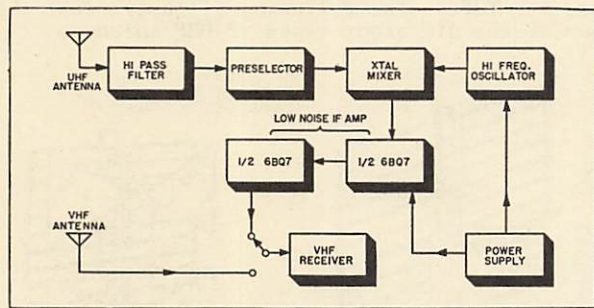 UHF
ANTENNA
HI PASS
FILTER
PRESELECTOR
XTAL
MIXER
HI FREQ.
OSCILLATOR
LOW NOISE IF AMP
1/2 6BQ7
1/2 6BQ7
VHF
ANTENNA
VHF
RECEIVER
POWER
SUPPLY